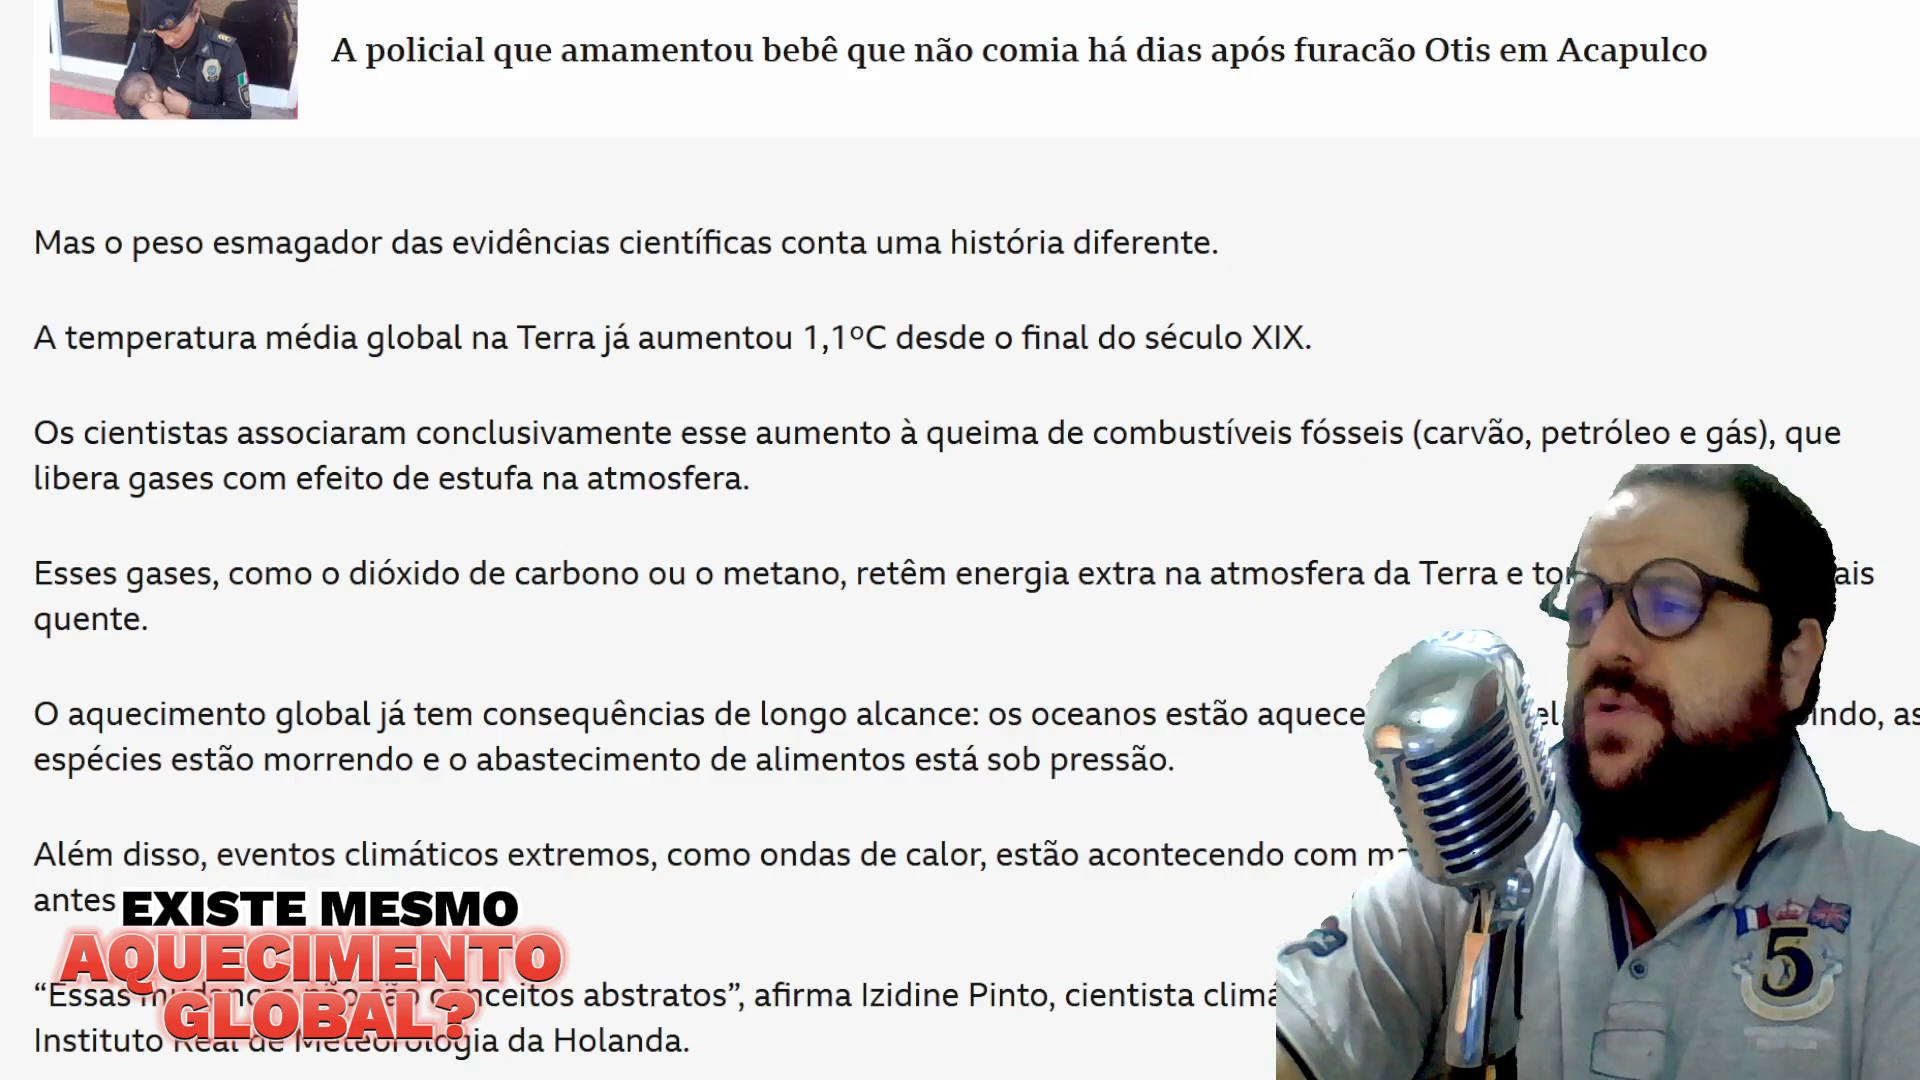 A policial que amamentou bebê que não comia há dias após furacão Otis em Acapulco
Mas o peso esmagador das evidências científicas conta uma história diferente.
A temperatura média global na Terra já aumentou 1,1ºC desde o final do século XIX.
Os cientistas associaram conclusivamente esse aumento à queima de combustíveis fósseis (carvão, petróleo e gás), que
libera gases com efeito de estufa na atmosfera.
Esses gases, como o dióxido de carbono ou o metano, retêm energia extra na atmosfera da Terra e
quente.
O aquecimento global já tem consequências de longo alcance: os oceanos estão as
espécies estão morrendo e o abastecimento de alimentos está sob pressão.
Além disso, eventos climáticos extremos, como ondas de calor, estão acontecendo com
antes
EXISTE MESMO
AQUECIMENTO
GLOBAL?
“Essas conceitos abstratos”, afirma Izidine Pinto, cientista
Instituto Real de Meteorologia da Holanda.
5